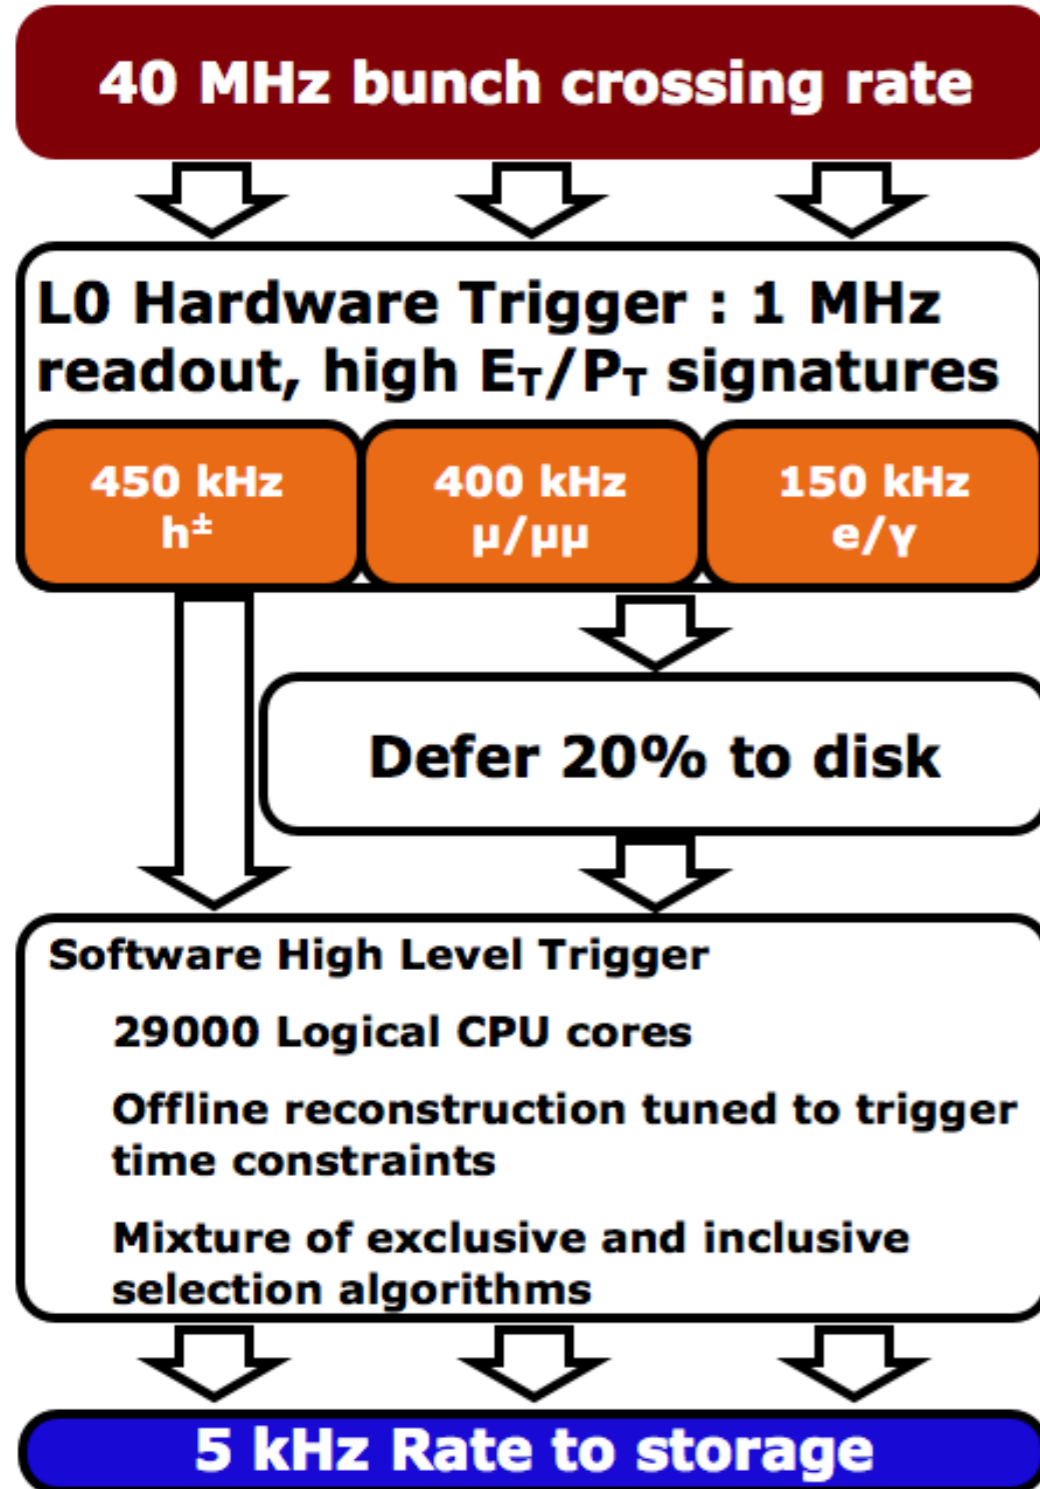 40 MHz bunch crossing rate
L0 Hardware Trigger : 1 MHz
readout, high E_T/P_T signatures
450 kHz
h±
400 kHz
μ/μμ
150 kHz
e/γ
Defer 20% to disk
Software High Level Trigger
29000 Logical CPU cores
Offline reconstruction tuned to trigger
time constraints
Mixture of exclusive and inclusive
selection algorithms
5 kHz Rate to storage